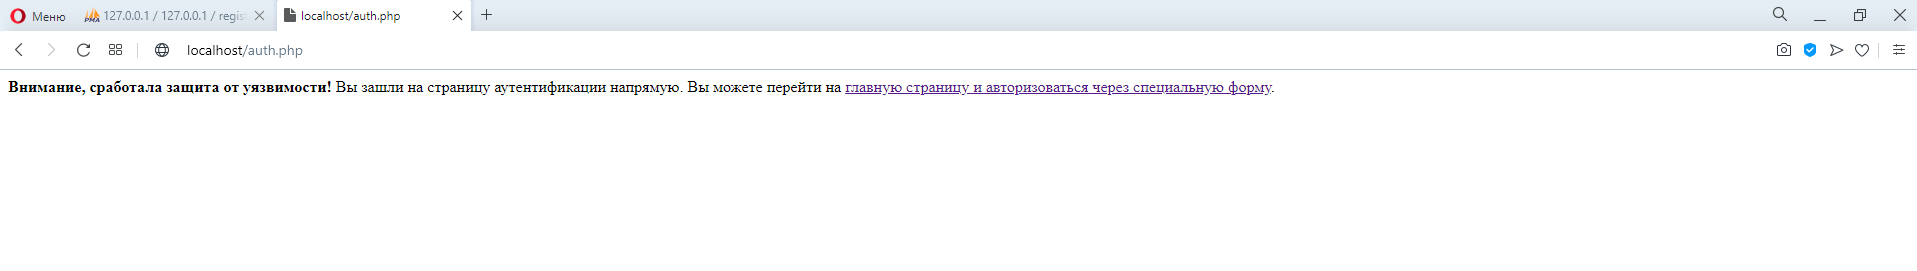 Меню
127.0.0.1 / 127.0.0.1 / regist
localhost/auth.php
localhost/auth.php
Внимание, сработала защита от уязвимости! Вы зашли на страницу аутентификации напрямую. Вы можете перейти на главную страницу и авторизоваться через специальную форму.